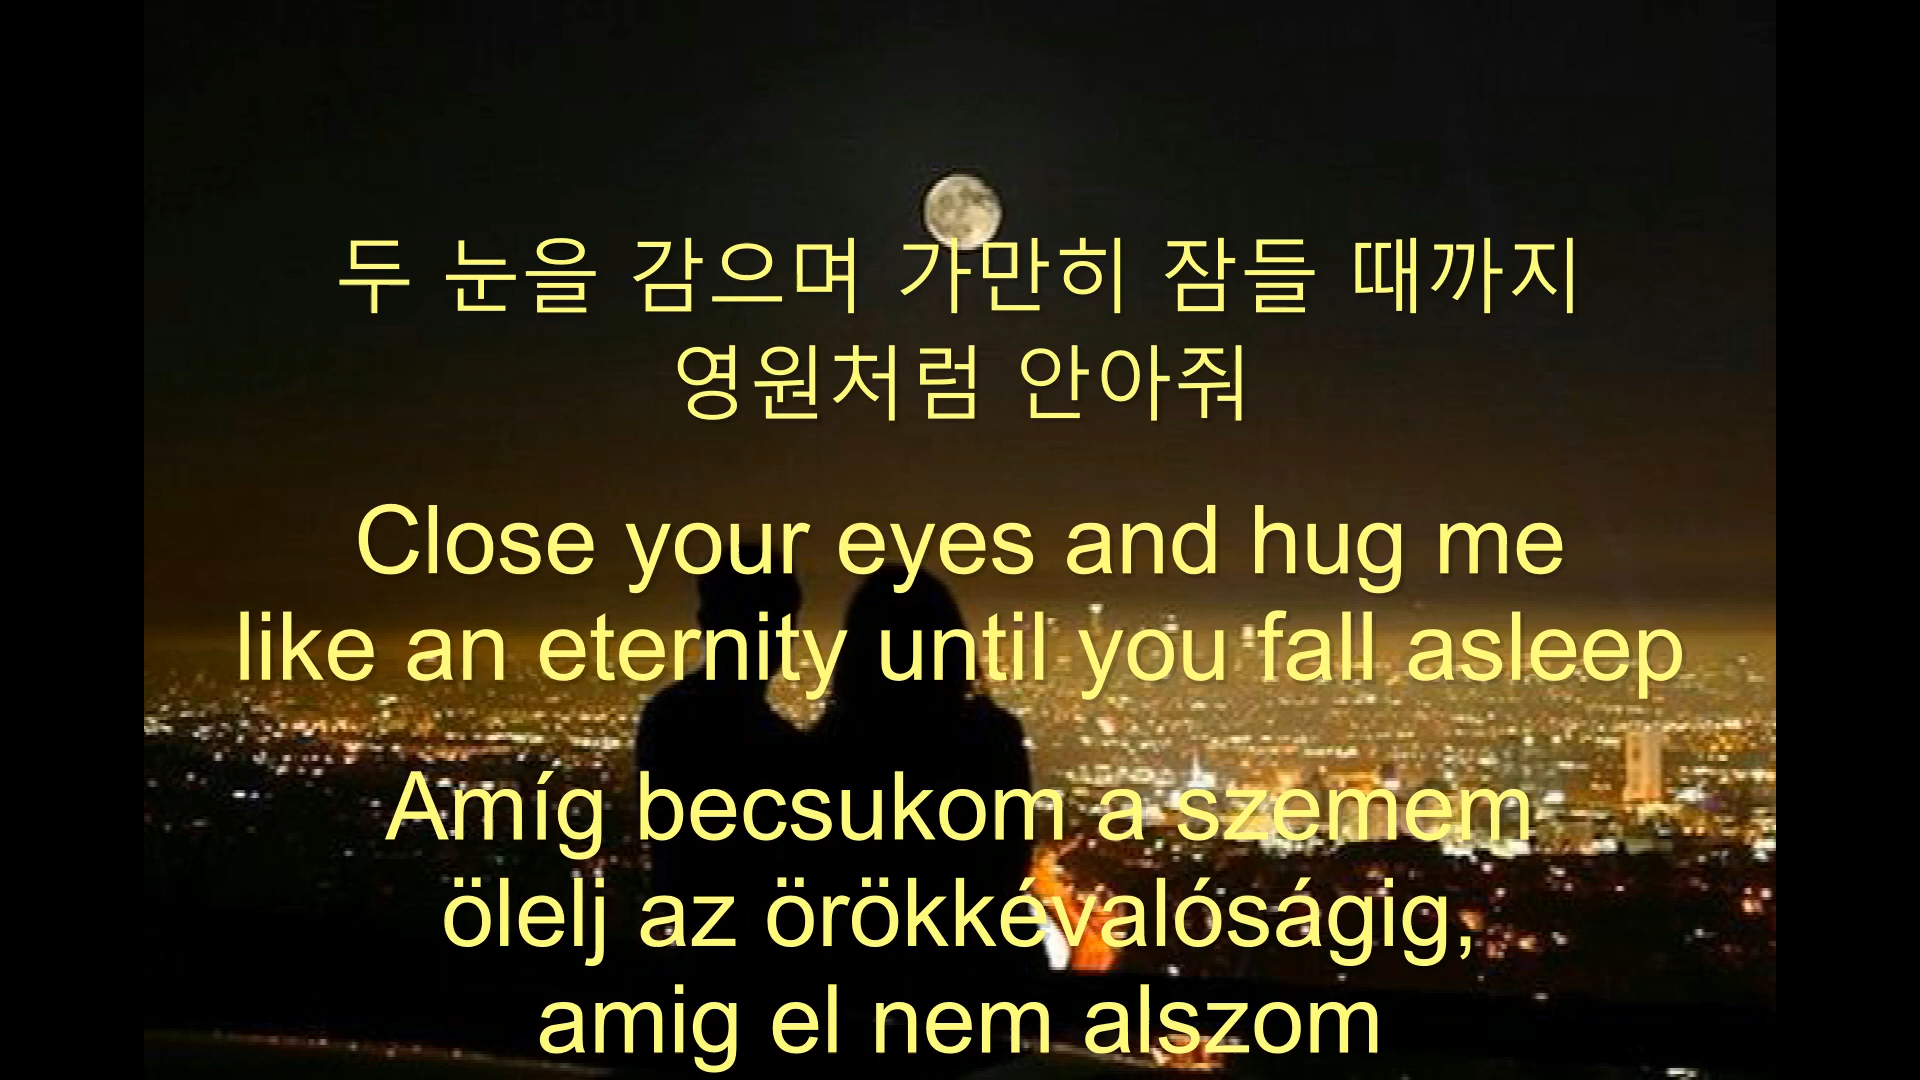 두 눈을 감으며 가만히 잠들 때까지
영원처럼 안아줘
Close your eyes and hug me
like an eternity until you fall asleep
Amíg becsukom a szemem
ölelj az örökkévalóságig,
amig el nem alszom